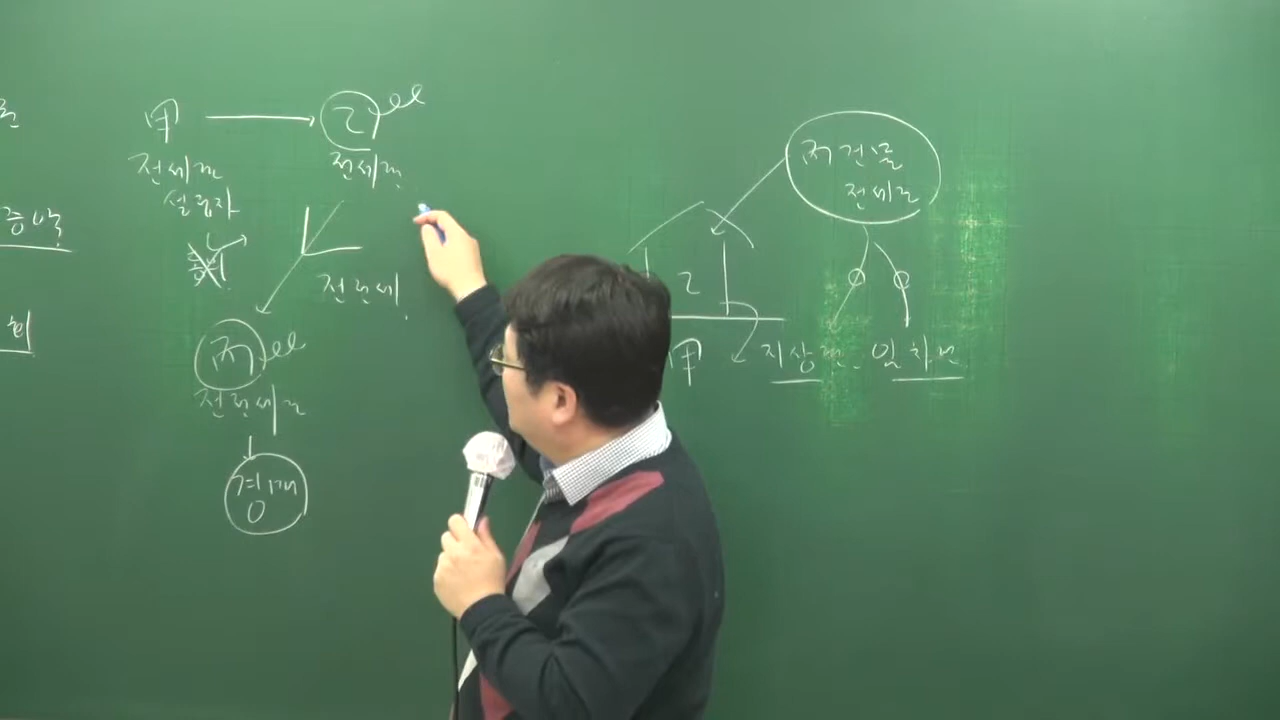 甲 → 乙
전세권
설정자
전세권
전전세
丙
전전세권
경매
O
丙 건물
전세권
乙
甲
지상권, 임차권